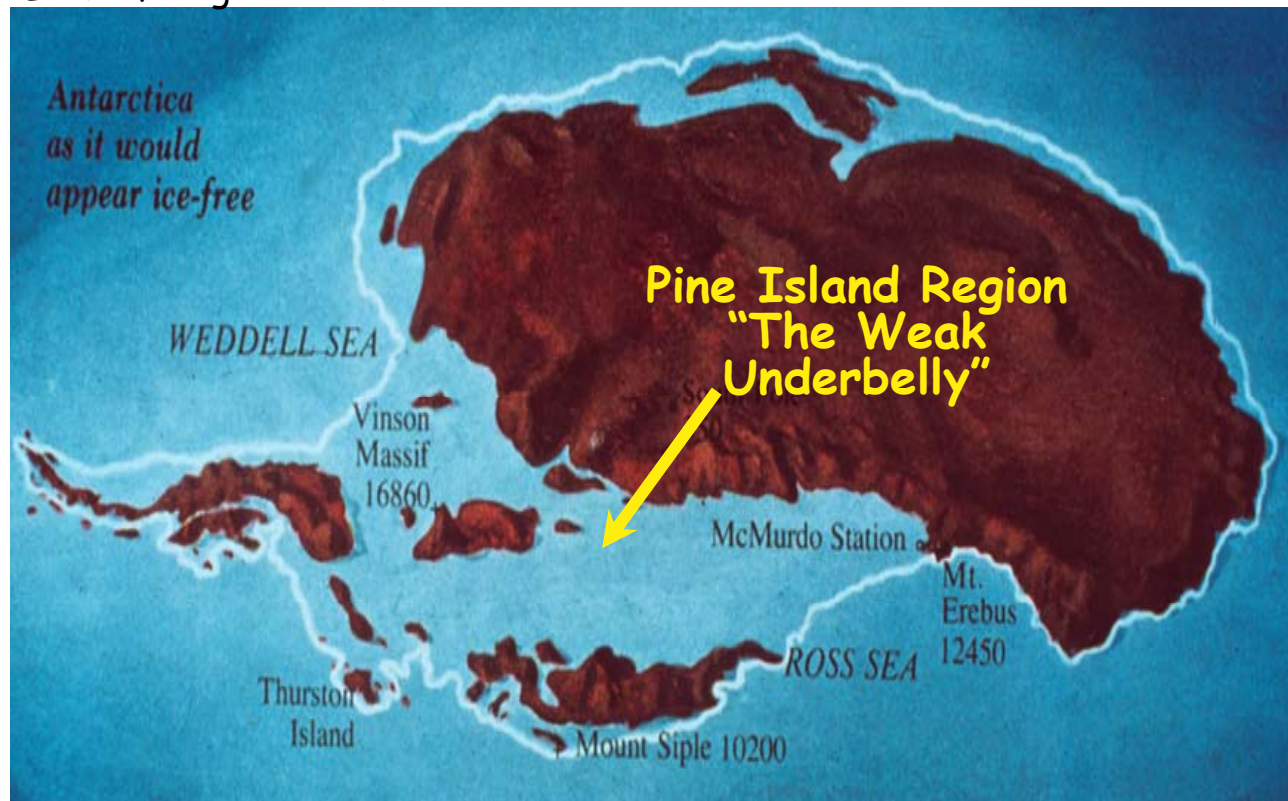 Antarctica
as it would
appear ice-free
Pine Island Region
“The Weak
Underbelly”
WEDDELL SEA
Vinson
Massif
16860
McMurdo Station
Mt.
Erebus
12450
ROSS SEA
Thurston
Island
Mount Siple 10200